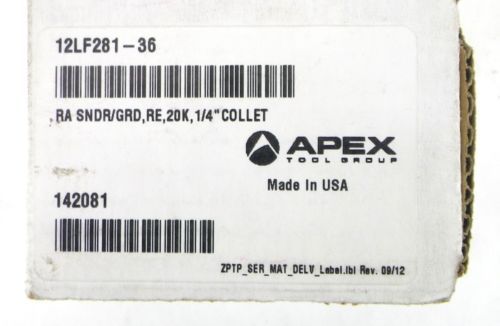 12LF281-36
RA SNDR/GRD,RE,20K,1/4"COLLET
APEX
TOOL GROUP
Made In USA
142081
ZPTP_SER_MAT_DELV_Label.lbl Rev. 09/12